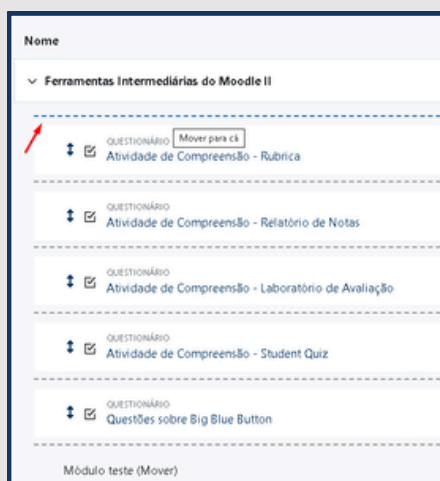 Nome
Ferramentas Intermediárias do Moodle II
QUESTIONÁRIO
Mover para cá
Atividade de Compreensão - Rubrica
QUESTIONÁRIO
Atividade de Compreensão - Relatório de Notas
QUESTIONÁRIO
Atividade de Compreensão - Laboratório de Avaliação
QUESTIONÁRIO
Atividade de Compreensão - Student Quiz
QUESTIONÁRIO
Questões sobre Big Blue Button
Módulo teste (Mover)